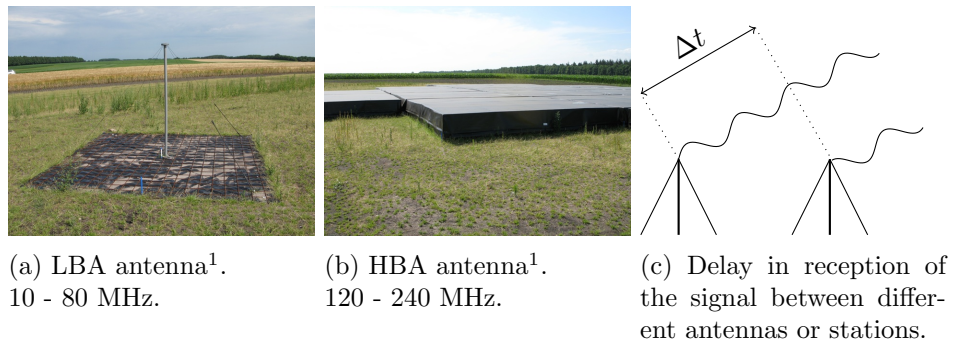 Δt
(a) LBA antenna¹.
10 - 80 MHz.
(b) HBA antenna¹.
120 - 240 MHz.
(c) Delay in reception of
the signal between differ-
ent antennas or stations.